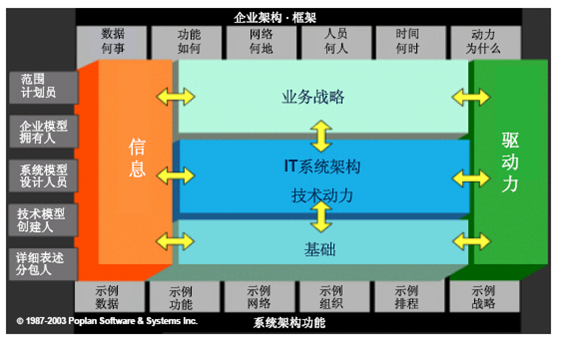 企业架构·框架
数据 功能 网络 人员 时间 动力
何事 如何 何地 何人 何时 为什么
范围
计划员
企业模型
拥有人
系统模型
设计人员
技术模型
创建人
详细表述
分包人
信息
业务战略
IT系统架构
技术动力
基础
驱动力
示例 示例 示例 示例 示例 示例
数据 功能 网络 组织 排程 战略
© 1987-2003 Popkin Software & Systems Inc.
系统架构功能